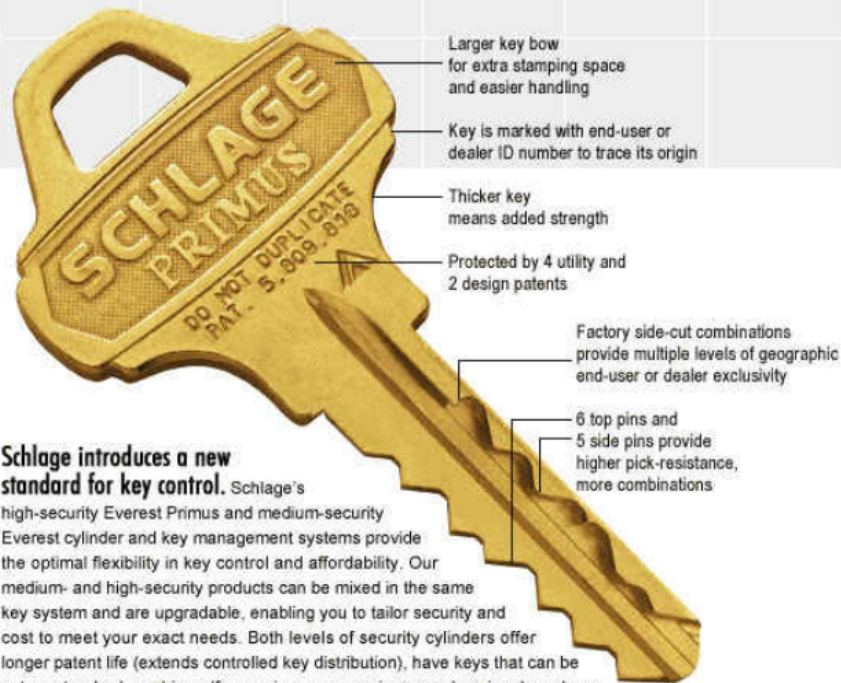 SCHLAGE
PRIMUS
DO NOT DUPLICATE
PAT. 5,809,816
Larger key bow
for extra stamping space
and easier handling
Key is marked with end-user or
dealer ID number to trace its origin
Thicker key
means added strength
Protected by 4 utility and
2 design patents
Factory side-cut combinations
provide multiple levels of geographic
end-user or dealer exclusivity
6 top pins and
5 side pins provide
higher pick-resistance,
more combinations
Schlage introduces a new
standard for key control. Schlage's
high-security Everest Primus and medium-security
Everest cylinder and key management systems provide
the optimal flexibility in key control and affordability. Our
medium- and high-security products can be mixed in the same
key system and are upgradable, enabling you to tailor security and
cost to meet your exact needs. Both levels of security cylinders offer
longer patent life (extends controlled key distribution), have keys that can be